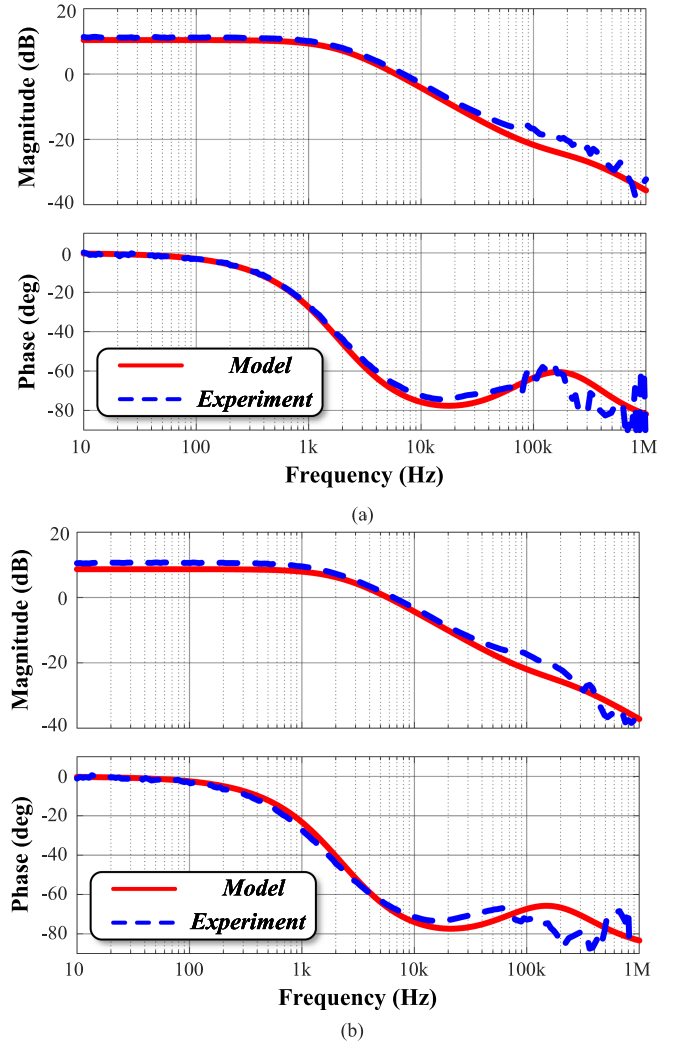 20
0
-20
-40
Magnitude (dB)
0
-20
-40
-60
-80
Phase (deg)
Model
Experiment
10 100 1k 10k 100k 1M
Frequency (Hz)
(a)
20
0
-20
-40
Magnitude (dB)
0
-20
-40
-60
-80
Phase (deg)
Model
Experiment
10 100 1k 10k 100k 1M
Frequency (Hz)
(b)